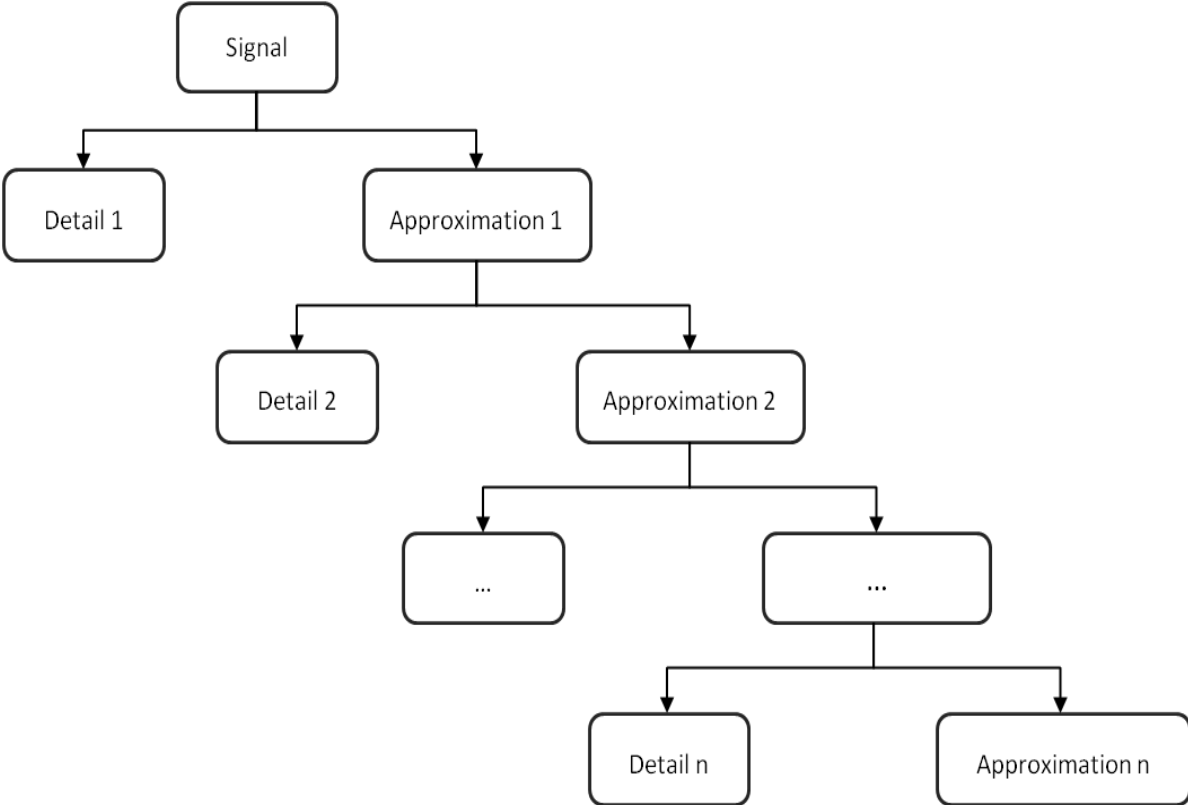 Signal
Detail 1
Approximation 1
Detail 2
Approximation 2
...
...
Detail n
Approximation n